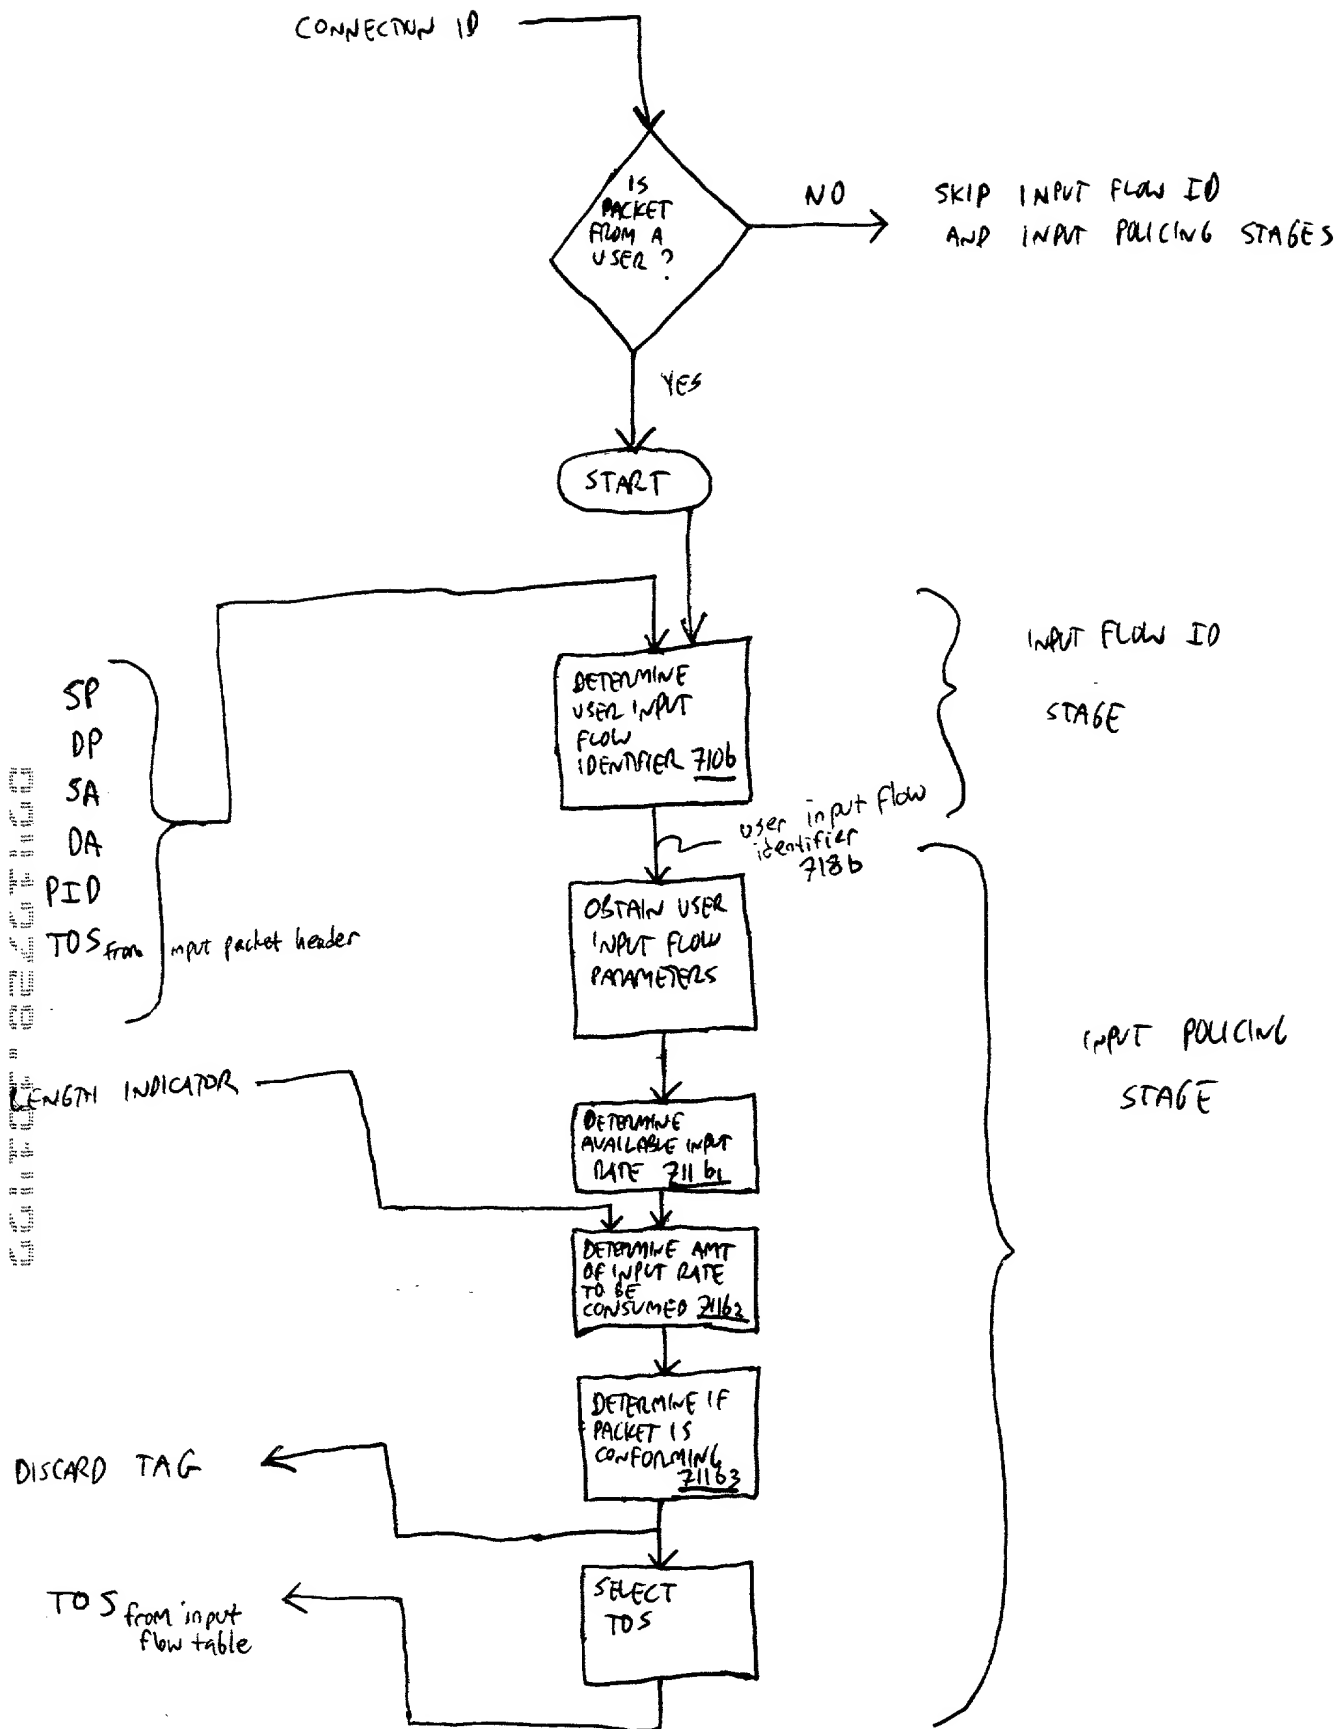 CONNECTION ID
IS
PACKET
FROM A
USER?
NO
SKIP INPUT FLOW ID
AND INPUT POLICING STAGES
YES
START
INPUT FLOW ID
STAGE
DETERMINE
USER INPUT
FLOW
IDENTIFIER 710b
SP
DP
SA
DA
PID
TOS from input packet header
user input flow
identifier
718b
OBTAIN USER
INPUT FLOW
PARAMETERS
INPUT POLICING
STAGE
LENGTH INDICATOR
DETERMINE
AVAILABLE INPUT
RATE 711b1
DETERMINE AMT
OF INPUT RATE
TO BE
CONSUMED 711b2
DETERMINE IF
PACKET IS
CONFORMING
711b3
DISCARD TAG
SELECT
TOS
TOS from input
flow table